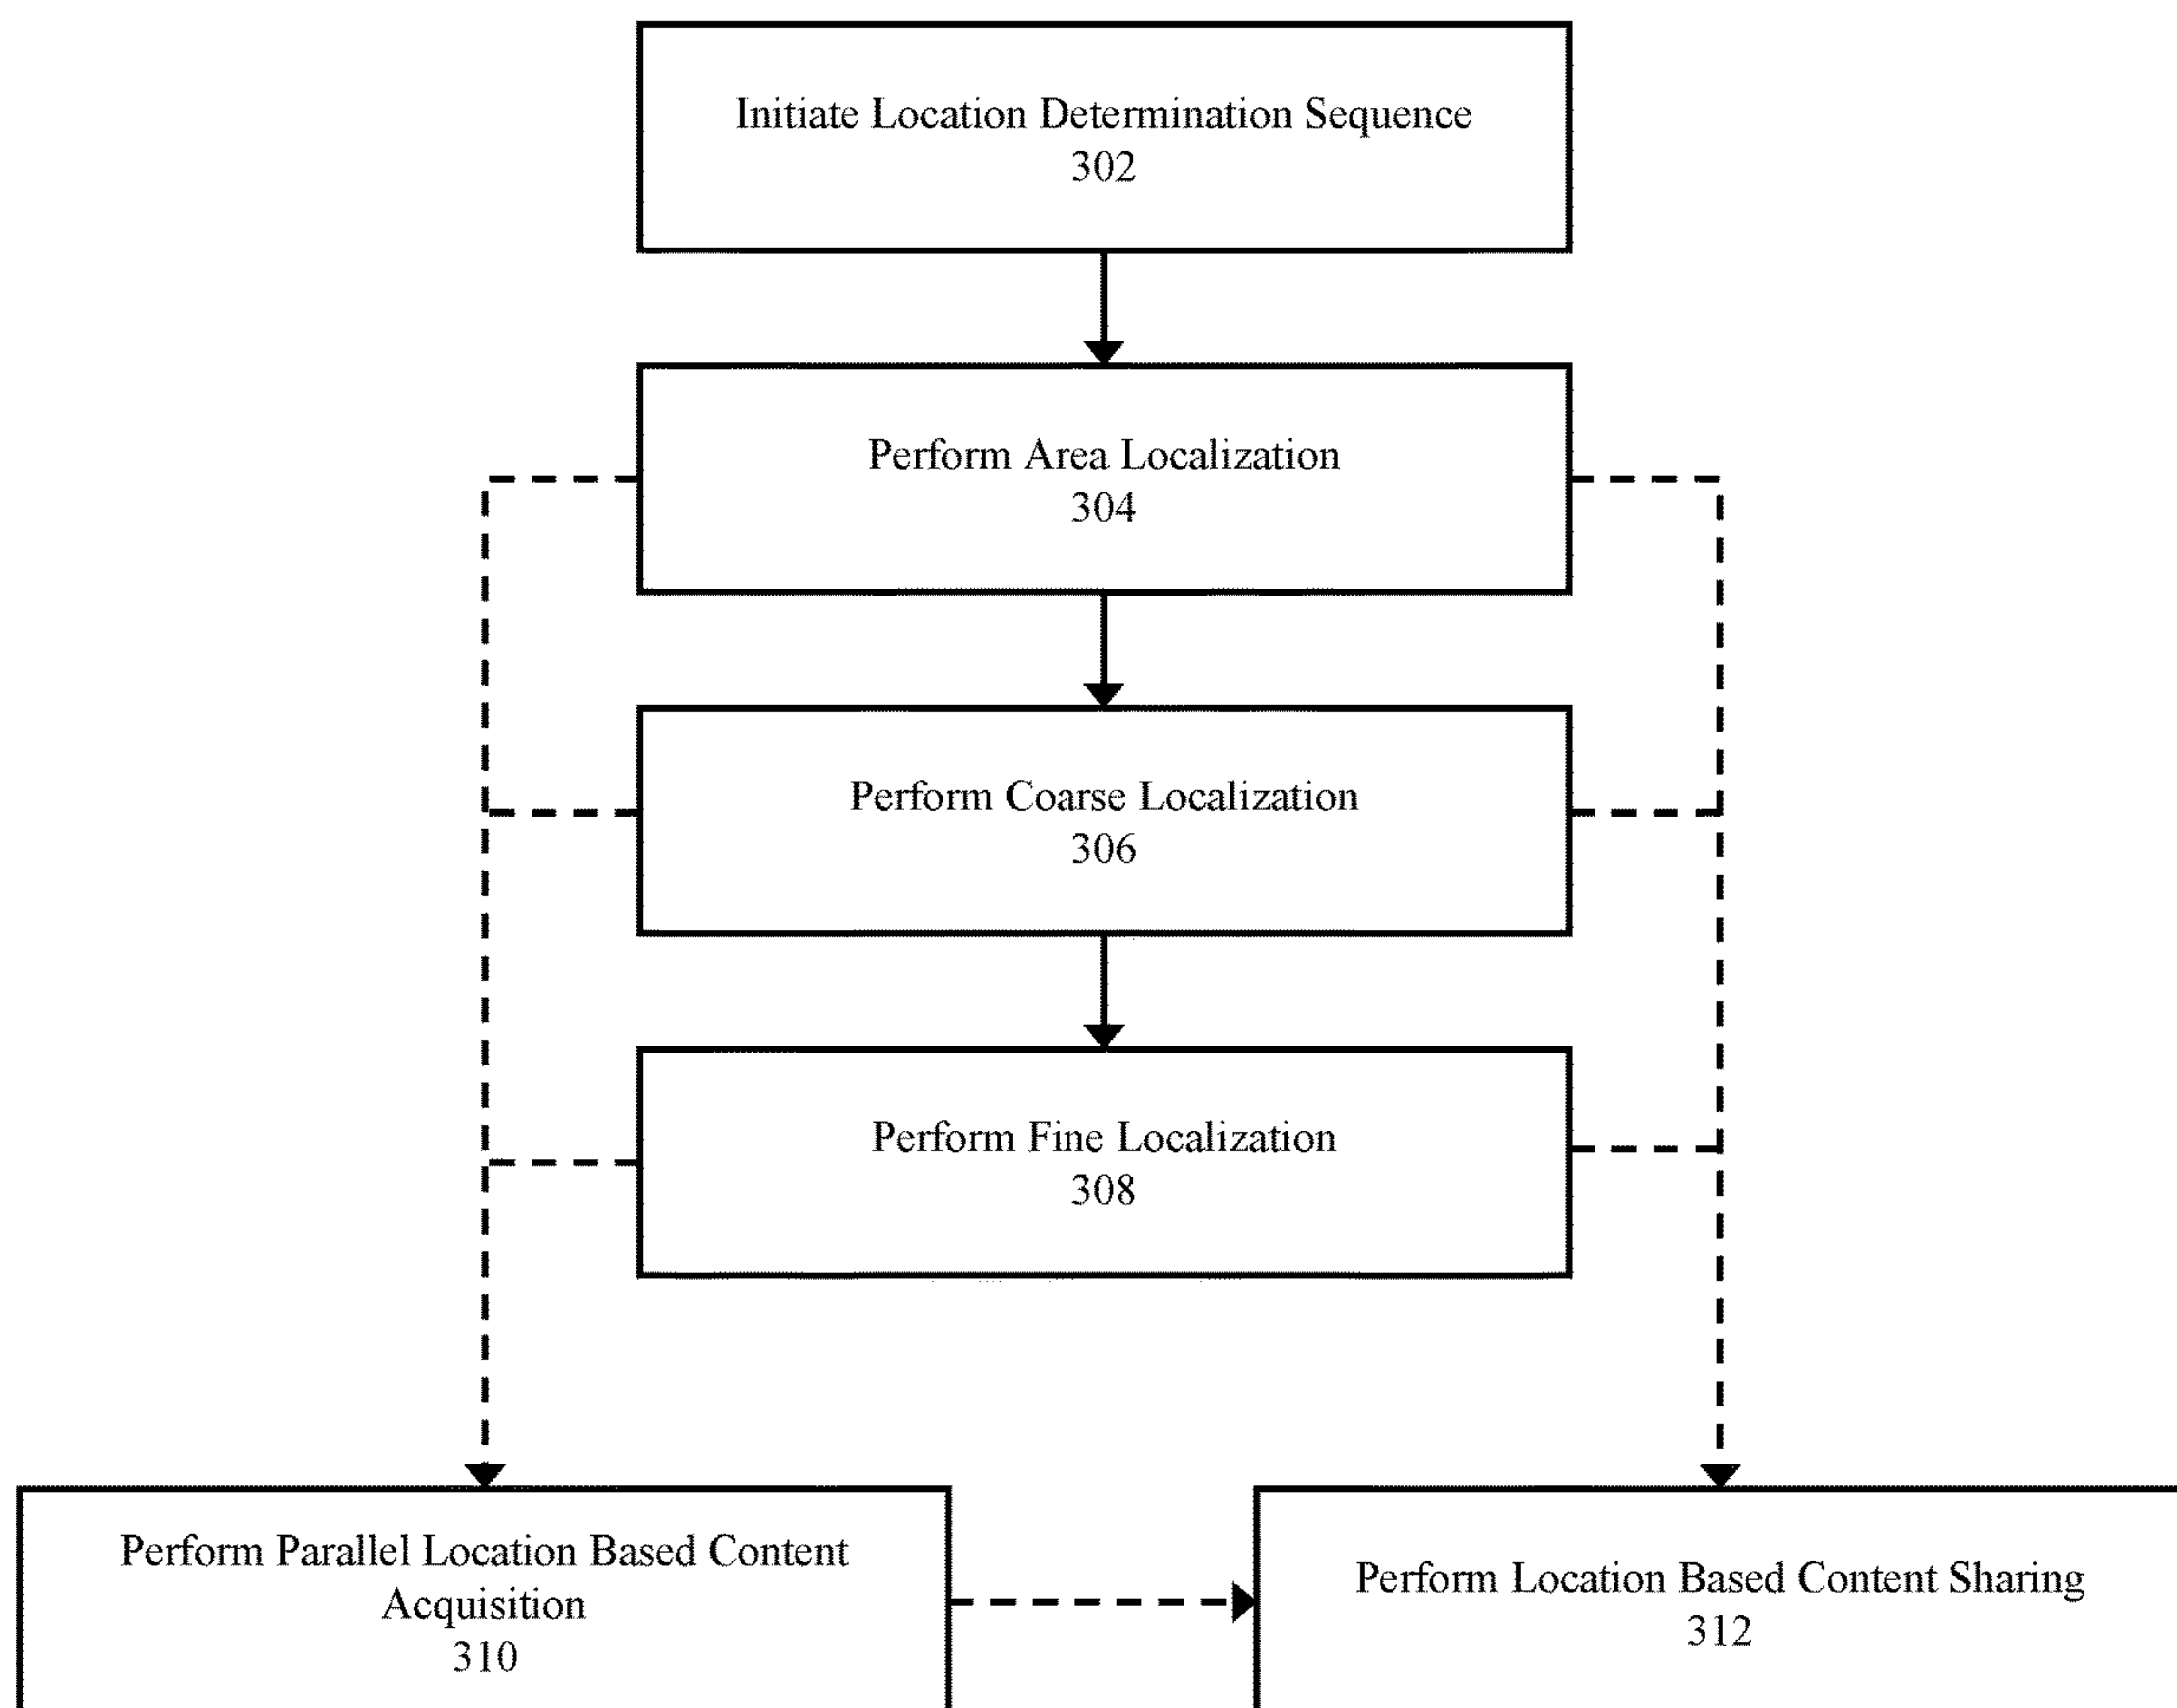 Initiate Location Determination Sequence
302
Perform Area Localization
304
Perform Coarse Localization
306
Perform Fine Localization
308
Perform Parallel Location Based Content
Acquisition
310
Perform Location Based Content Sharing
312